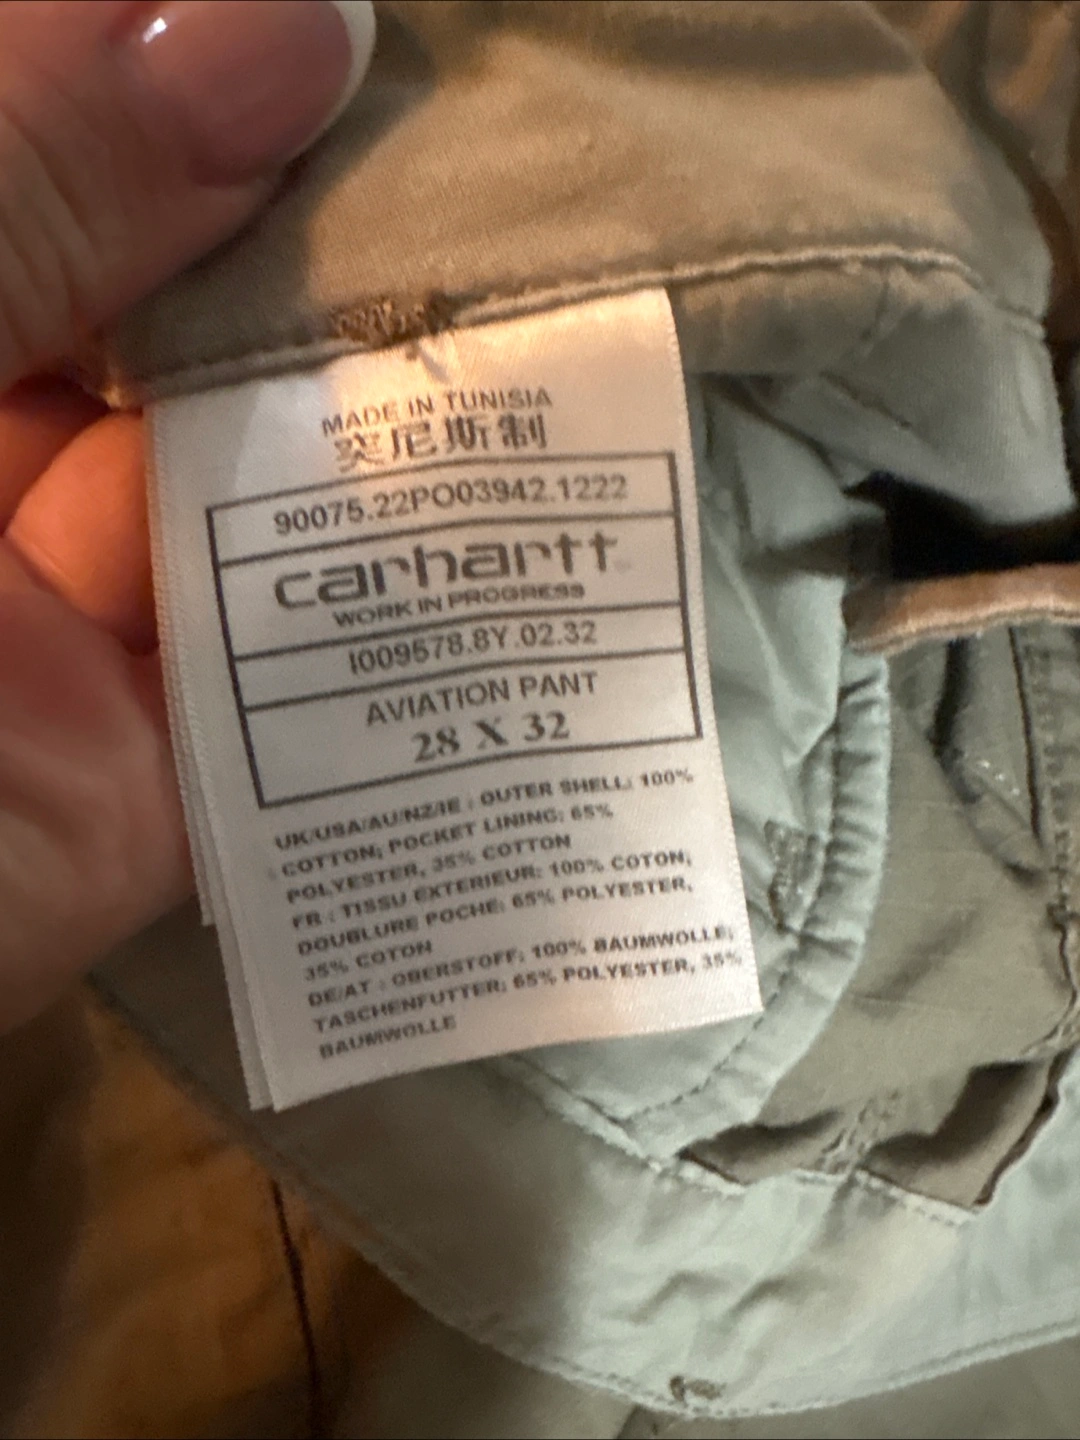 MADE IN TUNISIA
突尼斯制
90075.22PO03942.1222
carhartt
WORK IN PROGRESS
I009578.8Y.02.32
AVIATION PANT
28 X 32
UK/USA/AU/NZ/IE : OUTER SHELL: 100%
COTTON; POCKET LINING: 65%
POLYESTER, 35% COTTON
FR : TISSU EXTERIEUR: 100% COTON;
DOUBLURE POCHE: 65% POLYESTER,
35% COTON
DE/AT : OBERSTOFF: 100% BAUMWOLLE;
TASCHENFUTTER: 65% POLYESTER, 35%
BAUMWOLLE